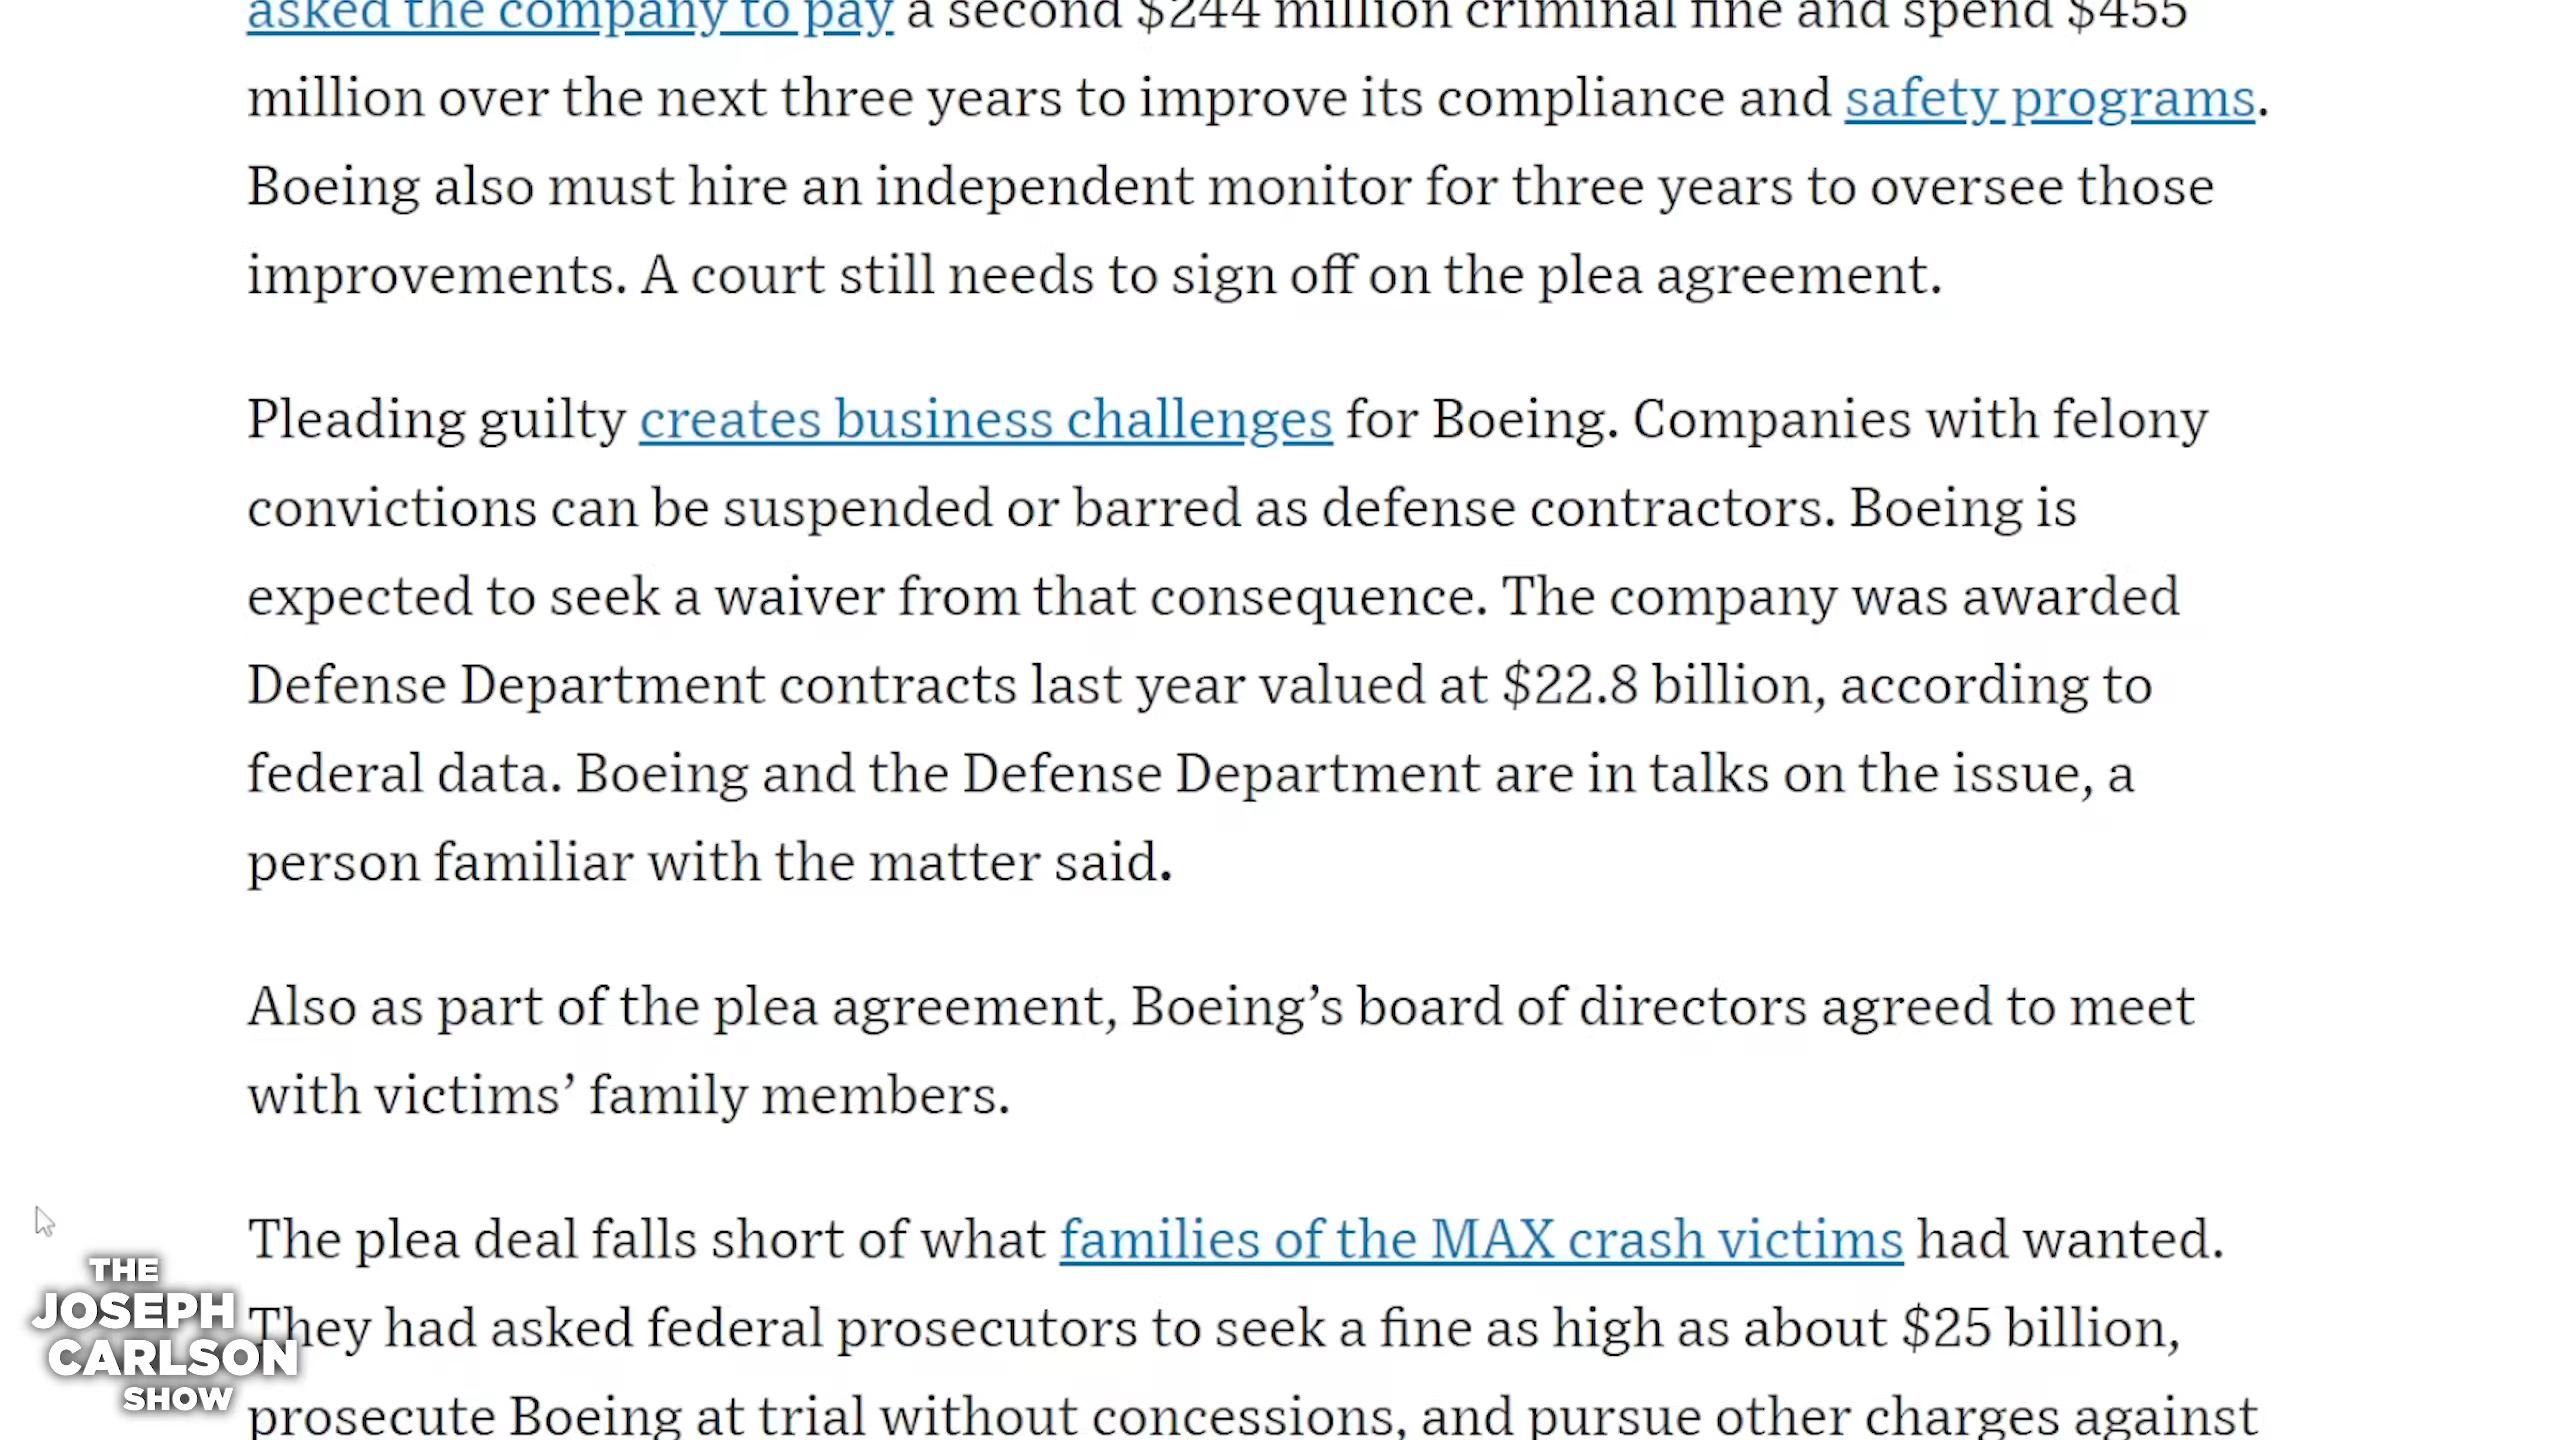 asked the company to pay a second $244 million criminal fine and spend $455
million over the next three years to improve its compliance and safety programs.
Boeing also must hire an independent monitor for three years to oversee those
improvements. A court still needs to sign off on the plea agreement.
Pleading guilty creates business challenges for Boeing. Companies with felony
convictions can be suspended or barred as defense contractors. Boeing is
expected to seek a waiver from that consequence. The company was awarded
Defense Department contracts last year valued at $22.8 billion, according to
federal data. Boeing and the Defense Department are in talks on the issue, a
person familiar with the matter said.
Also as part of the plea agreement, Boeing’s board of directors agreed to meet
with victims’ family members.
The plea deal falls short of what families of the MAX crash victims had wanted.
They had asked federal prosecutors to seek a fine as high as about $25 billion,
prosecute Boeing at trial without concessions, and pursue other charges against
THE
JOSEPH
CARLSON
SHOW